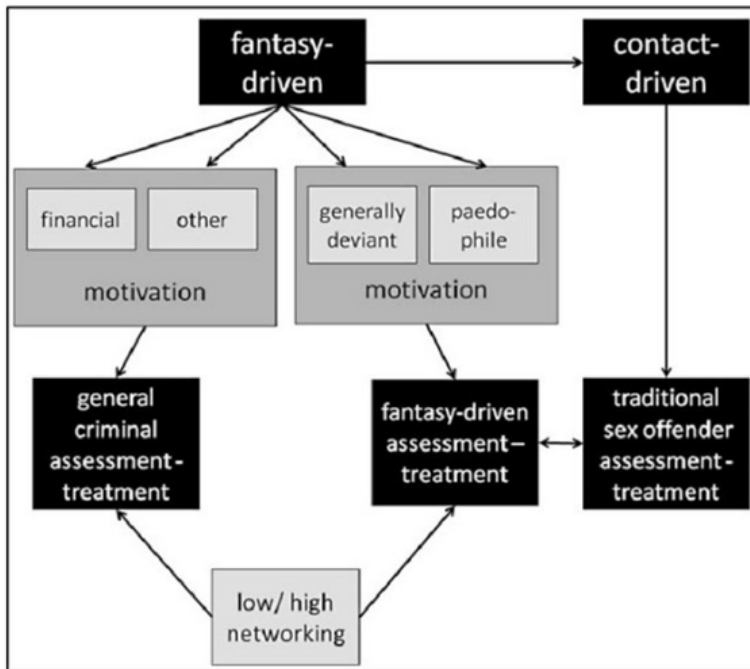 fantasy-
driven
contact-
driven
financial
other
generally
deviant
paedo-
phile
motivation
motivation
general
criminal
assessment-
treatment
fantasy-driven
assessment–
treatment
traditional
sex offender
assessment-
treatment
low/ high
networking